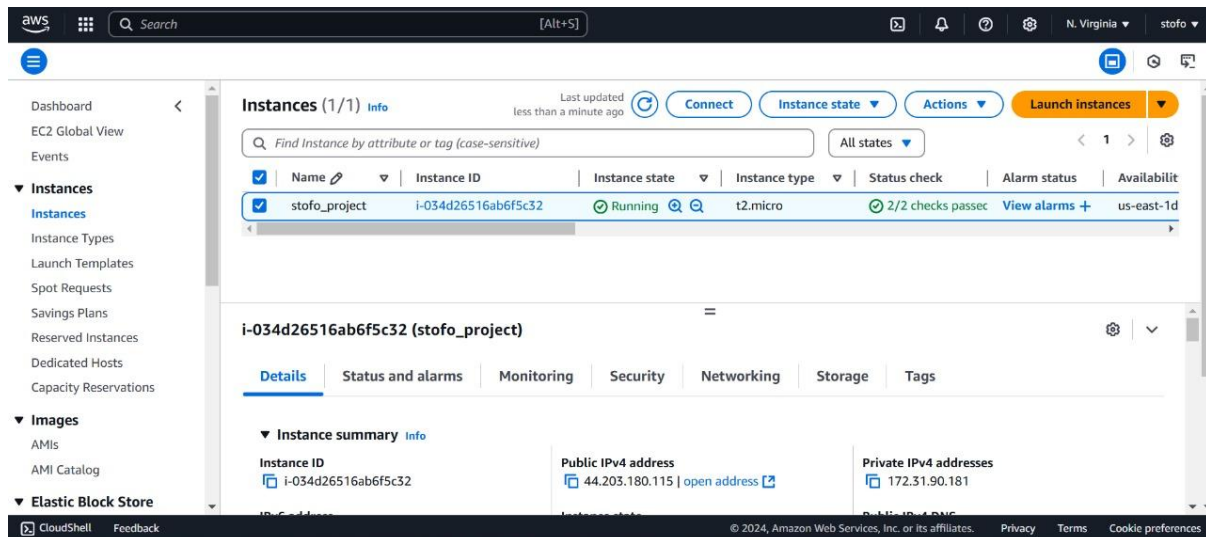 aws Search [Alt+S] N. Virginia ▼ stofo ▼
Dashboard
EC2 Global View
Events
▼ Instances
Instances
Instance Types
Launch Templates
Spot Requests
Savings Plans
Reserved Instances
Dedicated Hosts
Capacity Reservations
▼ Images
AMIs
AMI Catalog
▼ Elastic Block Store
Instances (1/1) Info
Last updated
less than a minute ago
Connect Instance state ▼ Actions ▼ Launch instances ▼
Find Instance by attribute or tag (case-sensitive) All states ▼ < 1 >
Name Instance ID Instance state Instance type Status check Alarm status Availabilit
stofo_project i-034d26516ab6f5c32 Running t2.micro 2/2 checks passec View alarms + us-east-1d
i-034d26516ab6f5c32 (stofo_project)
Details Status and alarms Monitoring Security Networking Storage Tags
▼ Instance summary Info
Instance ID Public IPv4 address Private IPv4 addresses
i-034d26516ab6f5c32 44.203.180.115 | open address 172.31.90.181
CloudShell Feedback © 2024, Amazon Web Services, Inc. or its affiliates. Privacy Terms Cookie preferences